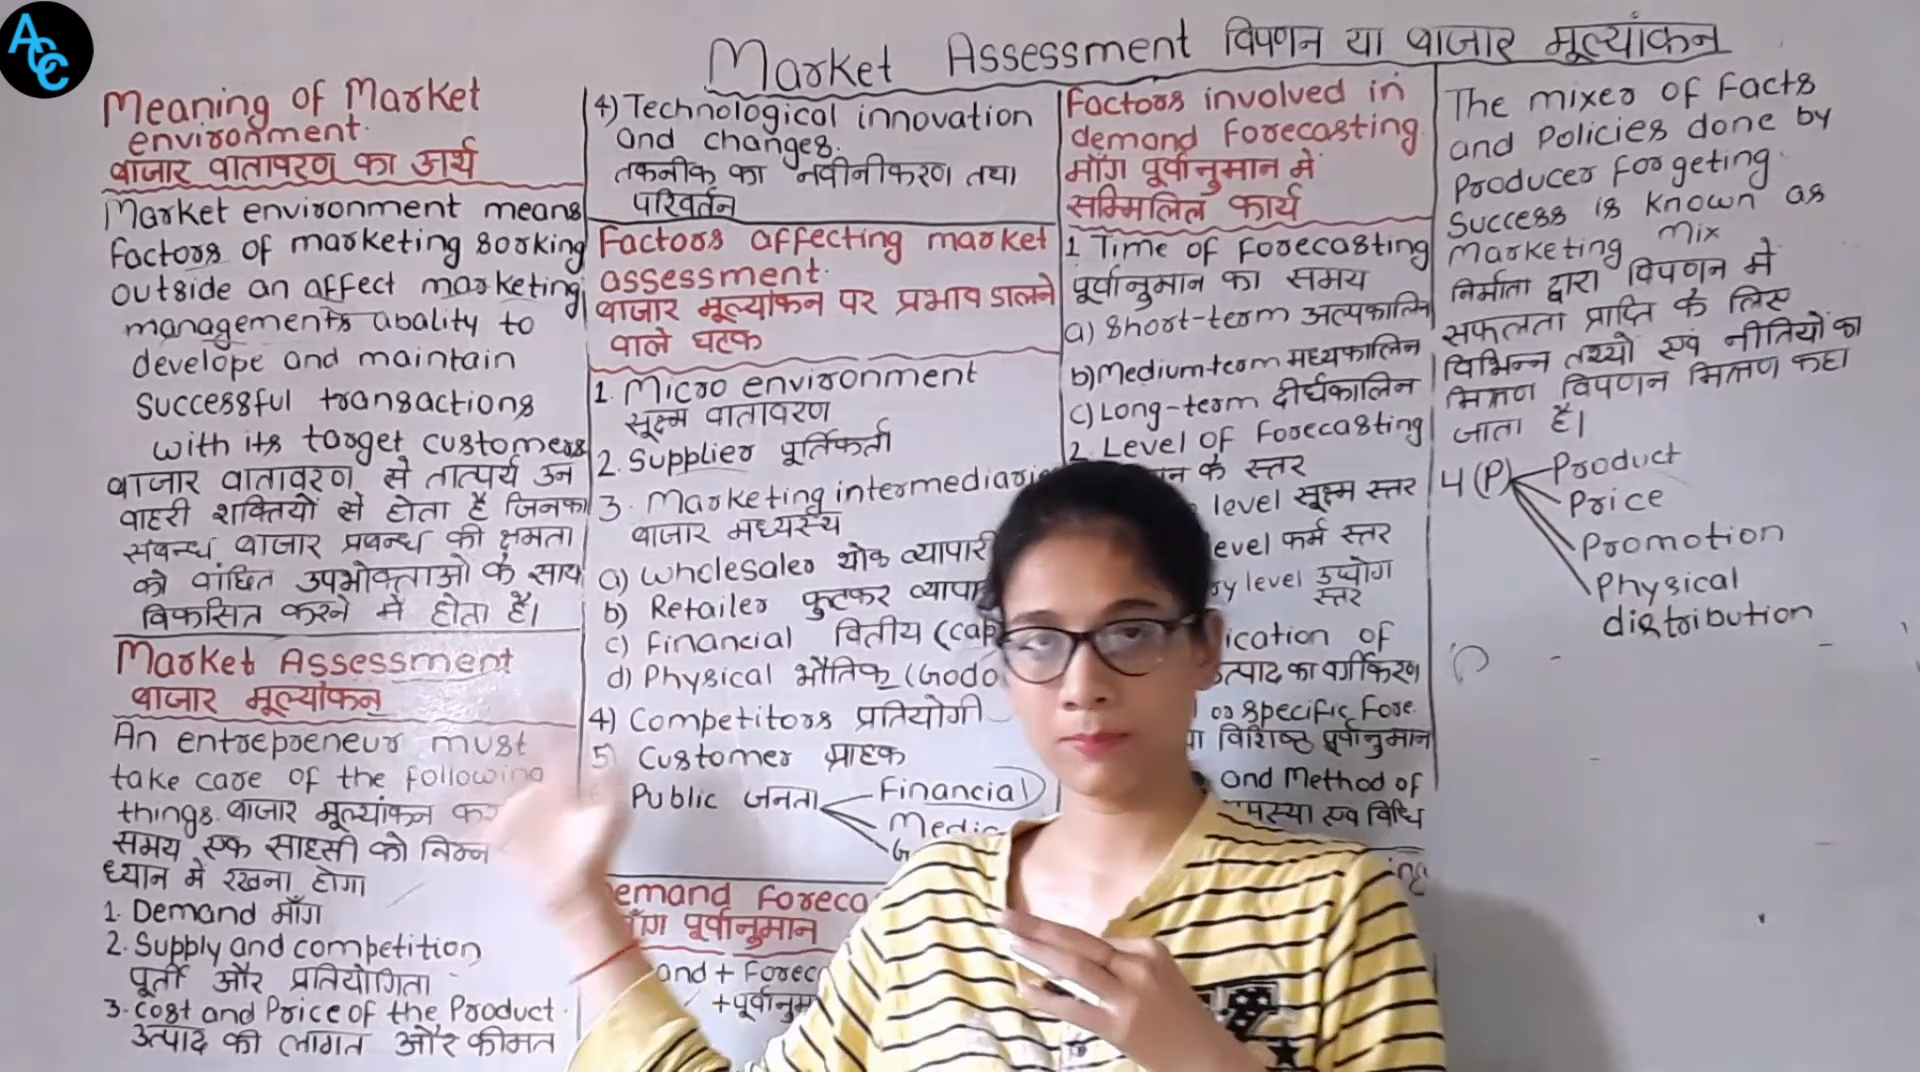 ACC
Market Assessment विपणन या बाजार मूल्यांकन
Meaning of Market
environment.
बाजार वातावरण का अर्थ
Market environment means
factors of marketing sorking
outside an affect marketing
managements abality to
develope and maintain
successful transactions
with its target customers
बाजार वातावरण से तात्पर्य उन
बाहरी शक्तियों से होता है जिनका
संबन्ध बाजार प्रबन्ध की क्षमता
को वांछित उपभोक्ताओ के साथ
विकसित करने में होता है।
Market Assessment
बाजार मूल्यांकन
An entrepreneur must
take care of the following
things. बाजार मूल्यांकन
समय एक साहसी को निम्न
ध्यान में रखना होगा
1. Demand माँग
2. Supply and competition
पूर्ती और प्रतियोगिता
3. Cost and Price of the Product.
उत्पाद की लागत और कीमत
4) Technological innovation
and changes.
तकनीक का नवीनीकरण तथा
परिवर्तन
Factors affecting market
assessment.
बाजार मूल्यांकन पर प्रभाव डालने
वाले घटक
1. Micro environment
सूक्ष्म वातावरण
2. Supplier पूर्तिकर्ता
3. Marketing intermediaries
बाजार मध्यस्थ
a) Wholesaler थोक व्यापारी
b) Retailer फुटकर
c) Financial वितीय
d) Physical भौतिक
4) Competitors प्रतियोगी
5) Customer ग्राहक
Public जनता Financial
Demand
माँग पूर्वानुमान
Factors involved in
demand forecasting.
माँग पूर्वानुमान में
सम्मिलित कार्य
1 Time of forecasting
पूर्वानुमान का समय
a) Short-term अल्पकालिन
b) Medium-term मध्यकालिन
c) Long-term दीर्घकालिन
2. Level of forecasting
के स्तर
level सूक्ष्म स्तर
level फर्म स्तर
level उद्योग
स्तर
of
उत्पाद का वर्गीकरण
or specific Fore
विशिष्ट पूर्वानुमान
and Method of
एवं विधि
The mixer of Facts
and Policies done by
Producer for geting
Success is known as
Marketing Mix
निर्माता द्वारा विपणन में
सफलता प्राप्ति के लिए
विभिन्न तथ्यों एवं नीतियों का
मिश्रण विपणन मिश्रण कहा
जाता है।
4 (P) Product
Price
Promotion
Physical
distribution